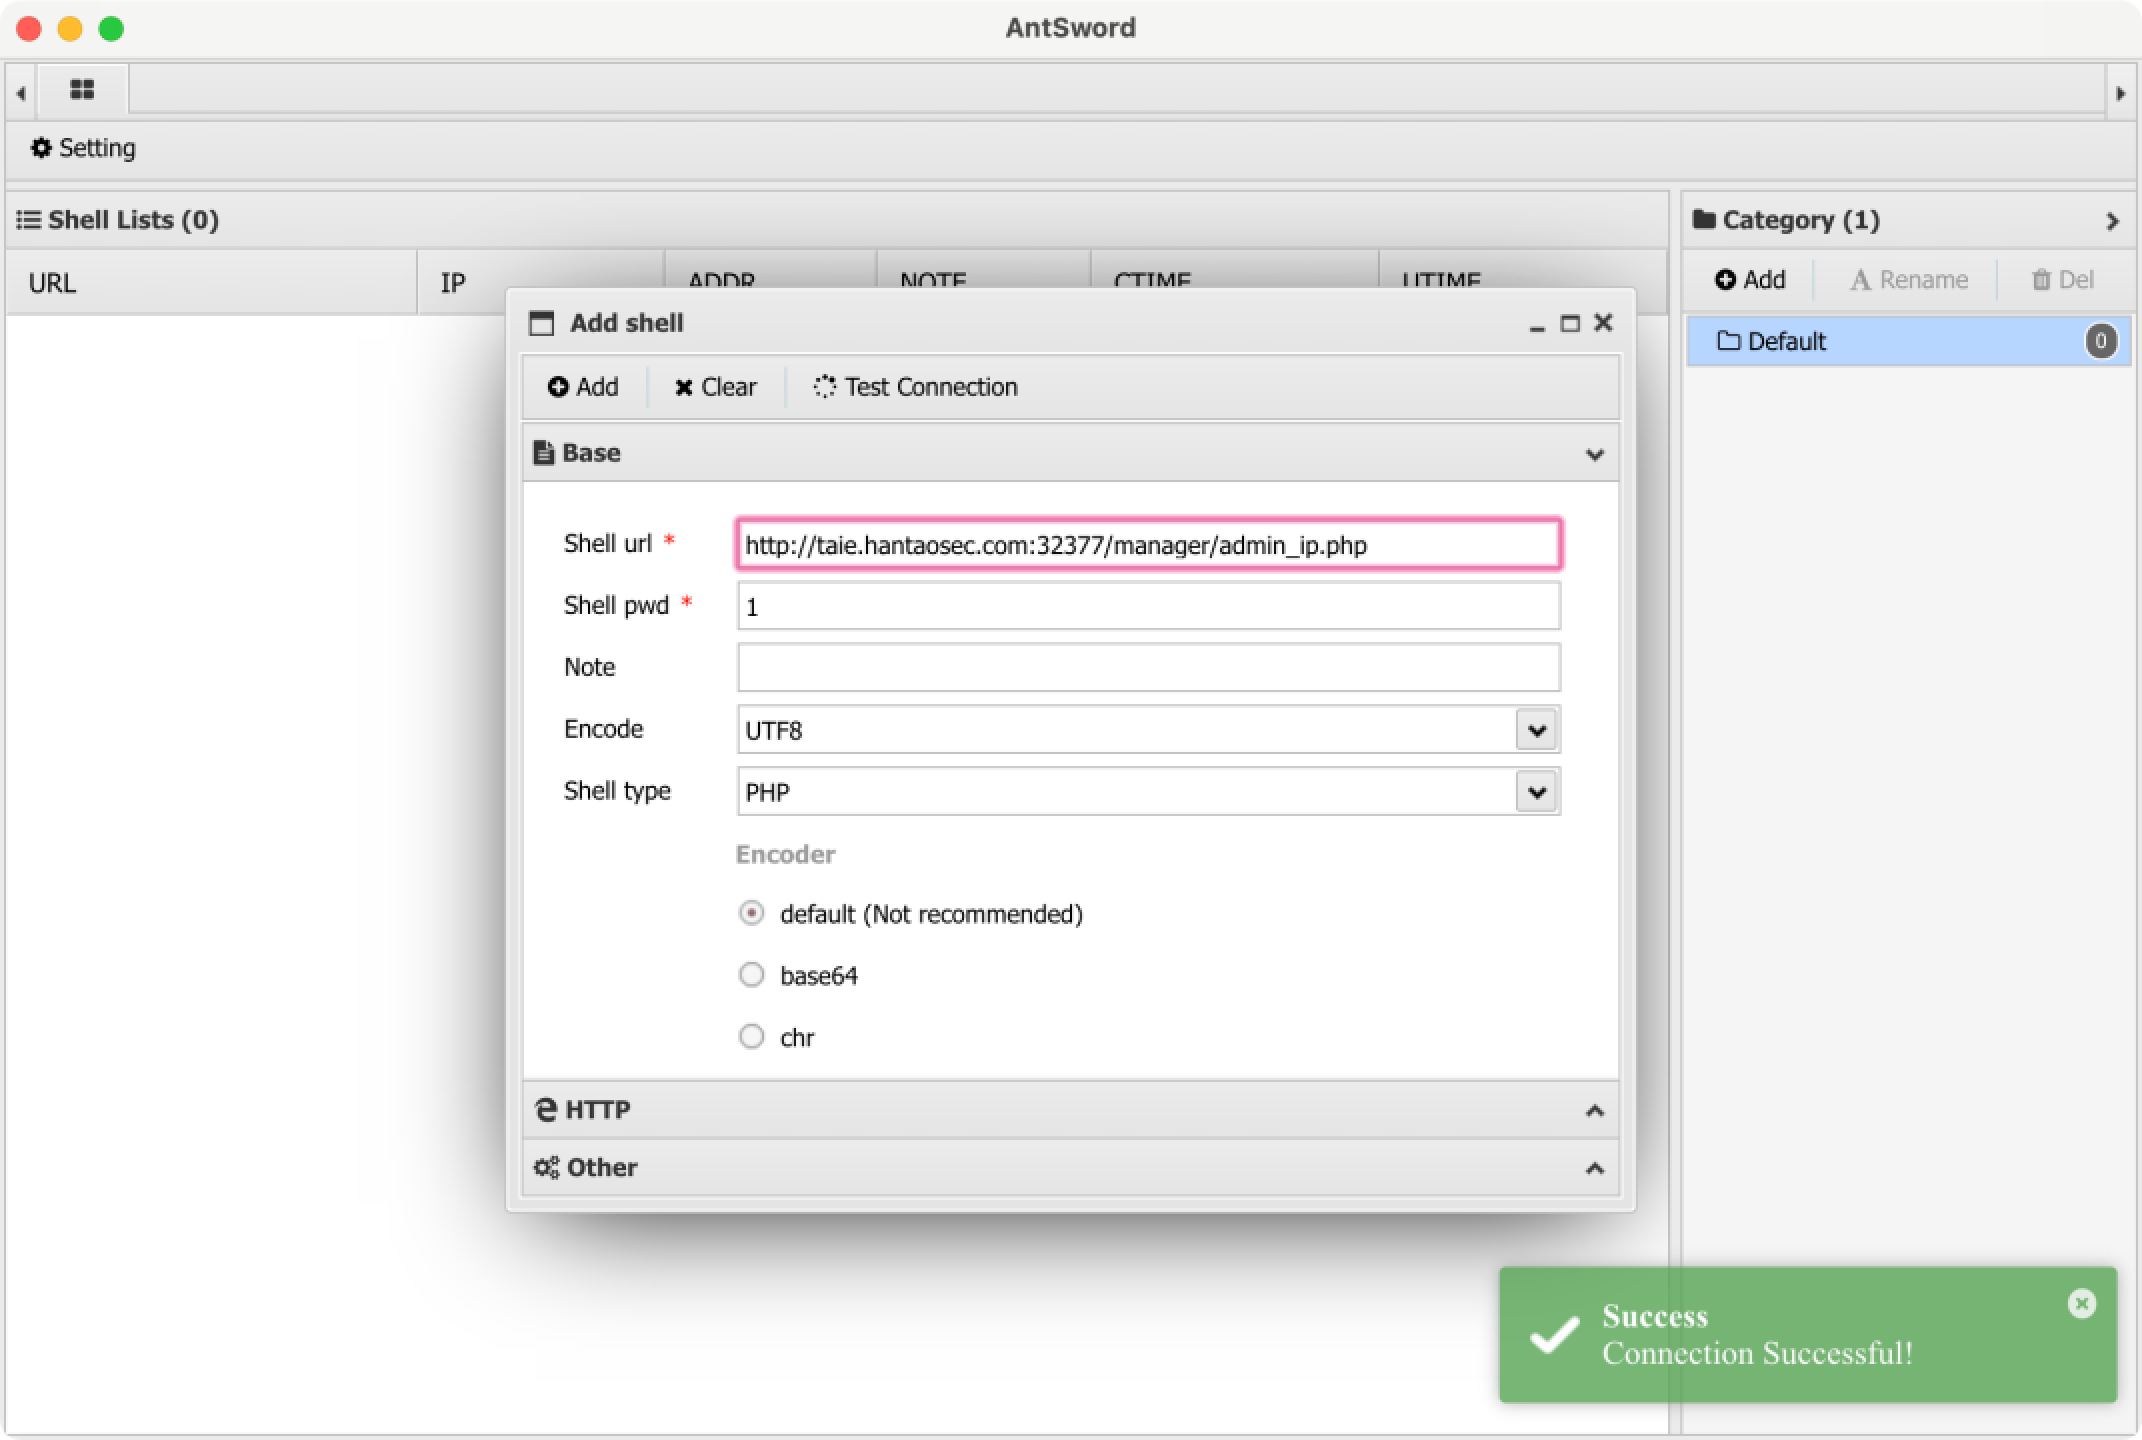 AntSword
Setting
Shell Lists (0)
URL IP ADDR NOTE CTIME UTIME
Category (1)
Add Rename Del
Default 0
Add shell
Add Clear Test Connection
Base
Shell url * http://taie.hantaosec.com:32377/manager/admin_ip.php
Shell pwd * 1
Note
Encode UTF8
Shell type PHP
Encoder
default (Not recommended)
base64
chr
HTTP
Other
Success
Connection Successful!